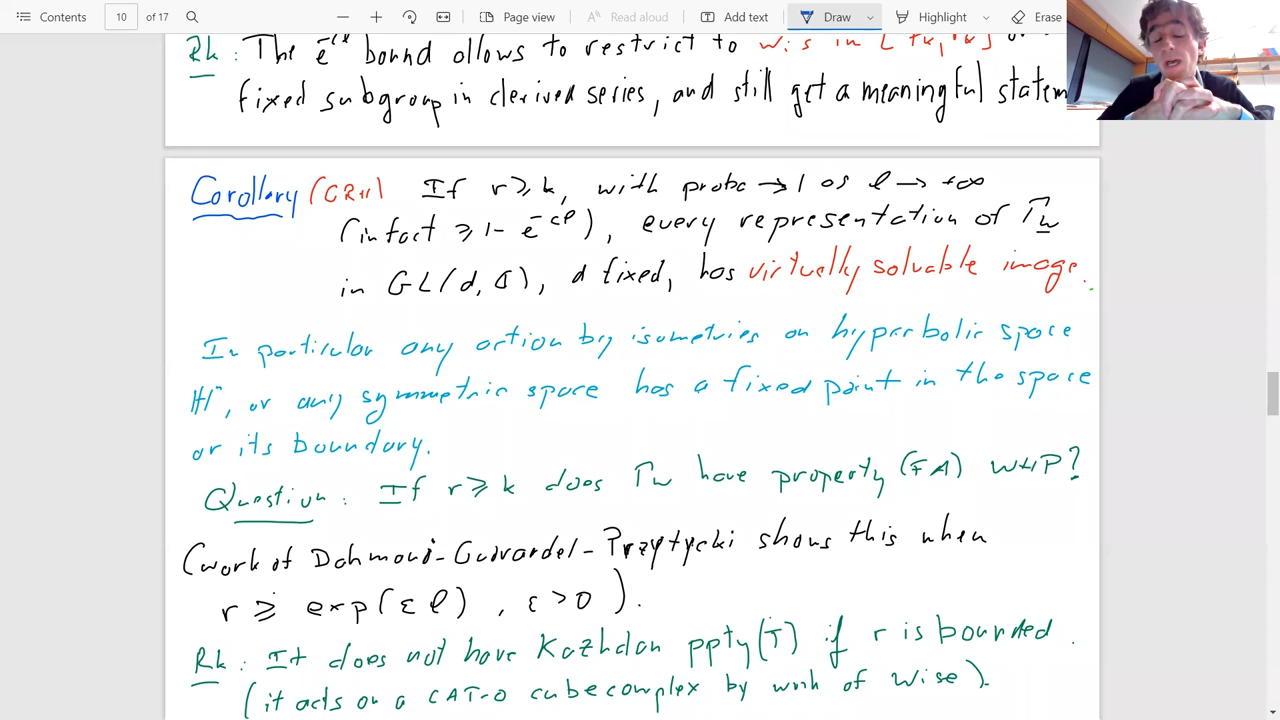 Contents 10 of 17 Page view Read aloud Add text Draw Highlight Erase
Rk: The e^{-cl} bound allows to restrict to w_i's in
fixed subgroup in derived series, and still get a meaningful statem
Corollary (CR11) If r ≥ k, with proba → 1 as ℓ → +∞
(in fact ≥ 1 - e^{-cℓ}), every representation of Γ_w
in GL(d, ℂ), d fixed, has virtually solvable image.
In particular any action by isometries on hyperbolic space
ℍⁿ, or any symmetric space has a fixed point in the space
or its boundary.
Question: If r ≥ k does Γ_w have property (FA) WHP?
(work of Dahmani-Guirardel-Przytycki shows this when
r ≥ exp(εℓ), ε > 0).
Rk: It does not have Kazhdan ppty (T) if r is bounded.
(it acts on a CAT-0 cube complex by work of Wise).